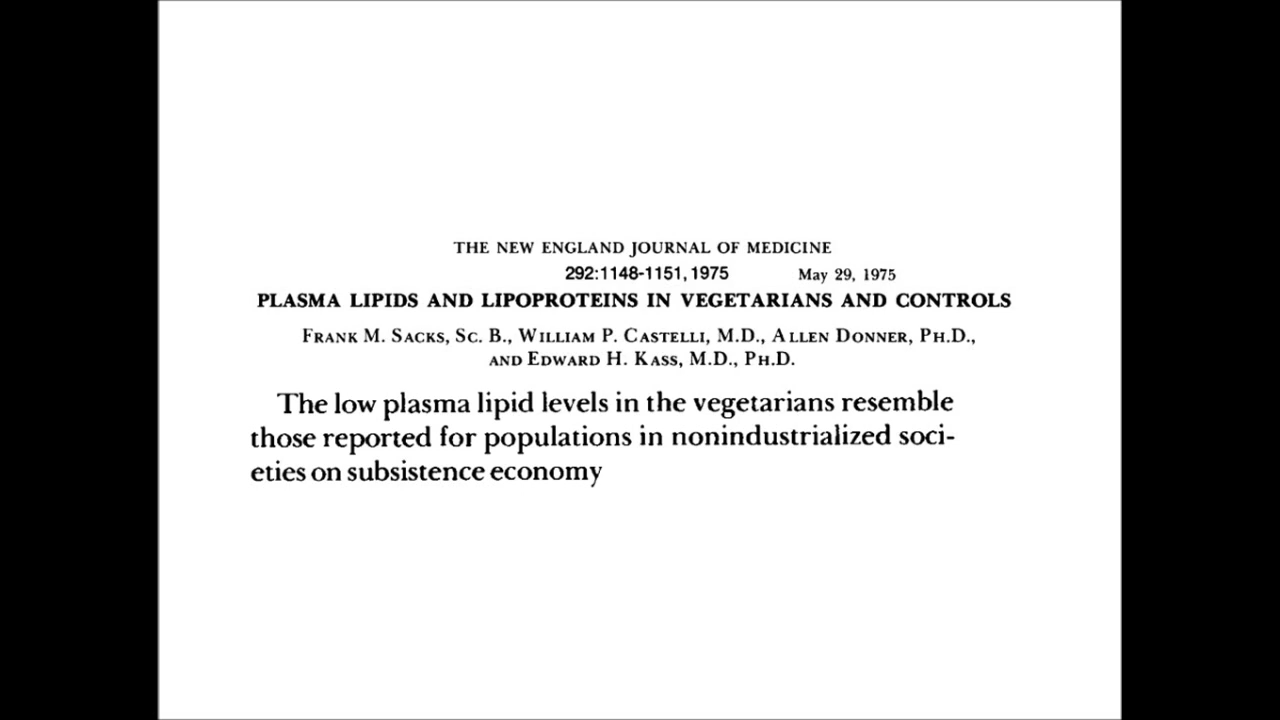 THE NEW ENGLAND JOURNAL OF MEDICINE
292:1148-1151, 1975 May 29, 1975
PLASMA LIPIDS AND LIPOPROTEINS IN VEGETARIANS AND CONTROLS
FRANK M. SACKS, SC. B., WILLIAM P. CASTELLI, M.D., ALLEN DONNER, PH.D.,
AND EDWARD H. KASS, M.D., PH.D.
The low plasma lipid levels in the vegetarians resemble
those reported for populations in nonindustrialized soci-
eties on subsistence economy